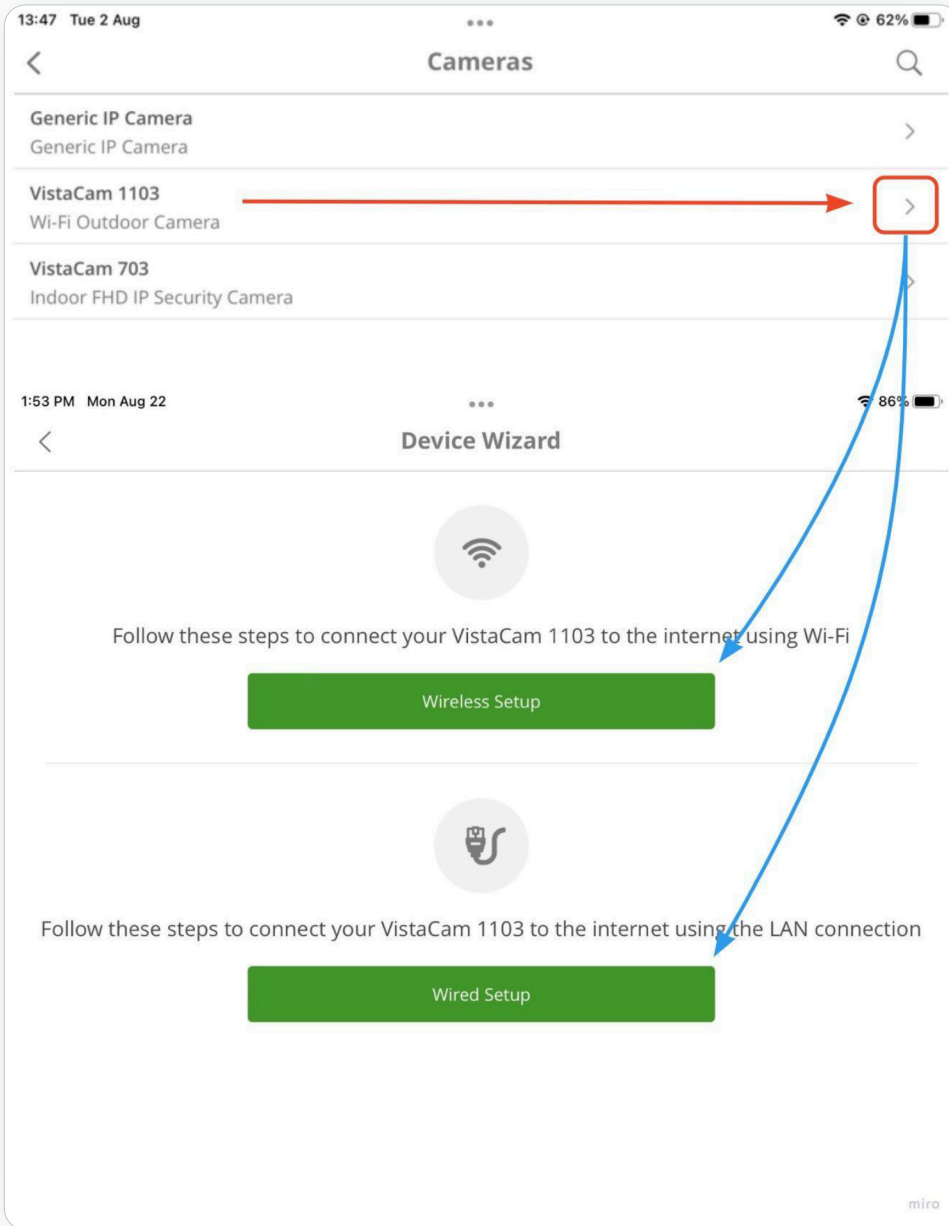 13:47 Tue 2 Aug
62%
Cameras
Generic IP Camera
Generic IP Camera
VistaCam 1103
Wi-Fi Outdoor Camera
VistaCam 703
Indoor FHD IP Security Camera
1:53 PM Mon Aug 22
86%
Device Wizard
Follow these steps to connect your VistaCam 1103 to the internet using Wi-Fi
Wireless Setup
Follow these steps to connect your VistaCam 1103 to the internet using the LAN connection
Wired Setup
miro